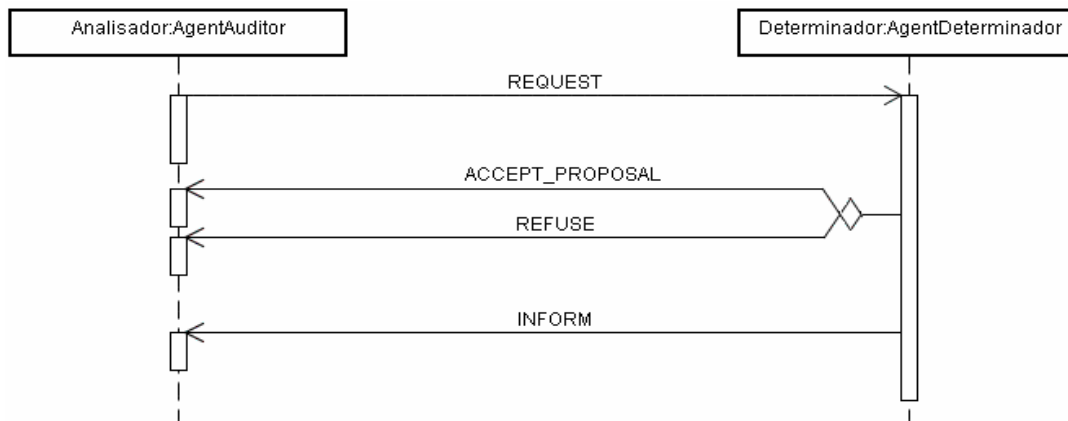 Analisador:AgentAuditor
Determinador:AgentDeterminador
REQUEST
ACCEPT_PROPOSAL
REFUSE
INFORM